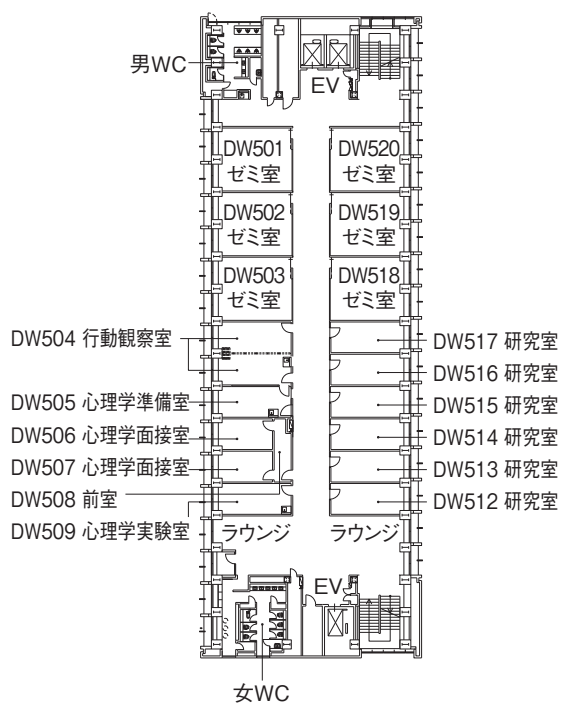 男WC
EV
DW501
ゼミ室
DW520
ゼミ室
DW502
ゼミ室
DW519
ゼミ室
DW503
ゼミ室
DW518
ゼミ室
DW504 行動観察室
DW517 研究室
DW516 研究室
DW505 心理学準備室
DW515 研究室
DW506 心理学面接室
DW514 研究室
DW507 心理学面接室
DW513 研究室
DW508 前室
DW512 研究室
DW509 心理学実験室
ラウンジ
ラウンジ
EV
女WC